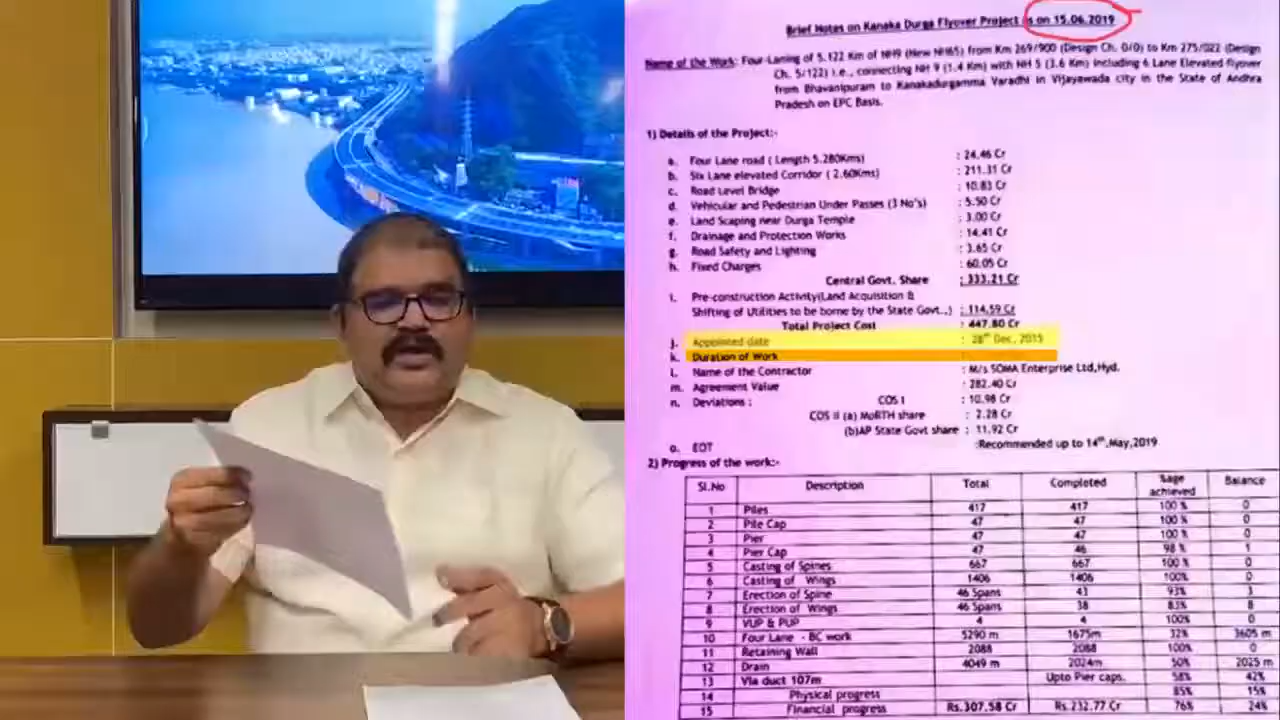 Brief Notes on Kanaka Durga Flyover Project as on 15.06.2019
Name of the Work: Four-Laning of 5.122 Km of NH9 (New NH65) from Km 269/900 (Design Ch. 0/0) to Km 275/022 (Design
Ch. 5/122) i.e., connecting NH 9 (1.4 Km) with NH 5 (3.6 Km) including 6 Lane Elevated flyover
from Bhavanipuram to Kanakadurgamma Varadhi in Vijayawada city in the State of Andhra
Pradesh on EPC Basis.
1) Details of the Project:-
a. Four Lane road ( Length 5.280Kms) : 24.46 Cr
b. Six Lane elevated Corridor ( 2.60Kms) : 211.31 Cr
c. Road Level Bridge : 10.83 Cr
d. Vehicular and Pedestrian Under Passes (3 No's) : 5.50 Cr
e. Land Scaping near Durga Temple : 3.00 Cr
f. Drainage and Protection Works : 14.41 Cr
g. Road Safety and Lighting : 3.65 Cr
h. Fixed Charges : 60.05 Cr
Central Govt. Share : 333.21 Cr
i. Pre-construction Activity(Land Acquisition &
Shifting of Utilities to be borne by the State Govt..) : 114.59 Cr
Total Project Cost : 447.80 Cr
j. Appointed date : 28th Dec, 2015
k. Duration of Work
l. Name of the Contractor : M/s SOMA Enterprise Ltd,Hyd.
m. Agreement Value : 282.40 Cr
n. Deviations : COS I : 10.98 Cr
COS II (a) MoRTH share : 2.28 Cr
(b)AP State Govt share : 11.92 Cr
o. EOT :Recommended up to 14th,May,2019
2) Progress of the work:-
Sl.No Description Total Completed %age achieved Balance
1 Piles 417 417 100 % 0
2 Pile Cap 47 47 100 % 0
3 Pier 47 47 100 % 0
4 Pier Cap 47 46 98 % 1
5 Casting of Spines 667 667 100 % 0
6 Casting of Wings 1406 1406 100% 0
7 Erection of Spine 46 Spans 43 93% 3
8 Erection of Wings 46 Spans 38 83% 8
9 VUP & PUP 4 4 100% 0
10 Four Lane - BC work 5290 m 1675m 32% 3605 m
11 Retaining Wall 2088 2088 100% 0
12 Drain 4049 m 2024m 50% 2025 m
13 Via duct 107m Upto Pier caps. 58% 42%
14 Physical progress 85% 15%
15 Financial progress Rs.307.58 Cr Rs.232.77 Cr 76% 24%